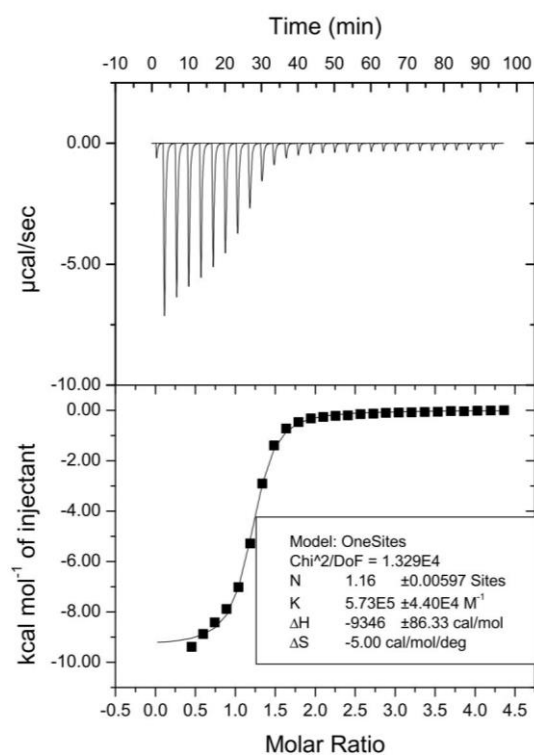 Time (min)
-10 0 10 20 30 40 50 60 70 80 90 100
0.00
-5.00
-10.00
µcal/sec
0.00
-2.00
-4.00
-6.00
-8.00
-10.00
kcal mol⁻¹ of injectant
Model: OneSites
Chi^2/DoF = 1.329E4
N 1.16 ±0.00597 Sites
K 5.73E5 ±4.40E4 M⁻¹
ΔH -9346 ±86.33 cal/mol
ΔS -5.00 cal/mol/deg
-0.5 0.0 0.5 1.0 1.5 2.0 2.5 3.0 3.5 4.0 4.5
Molar Ratio